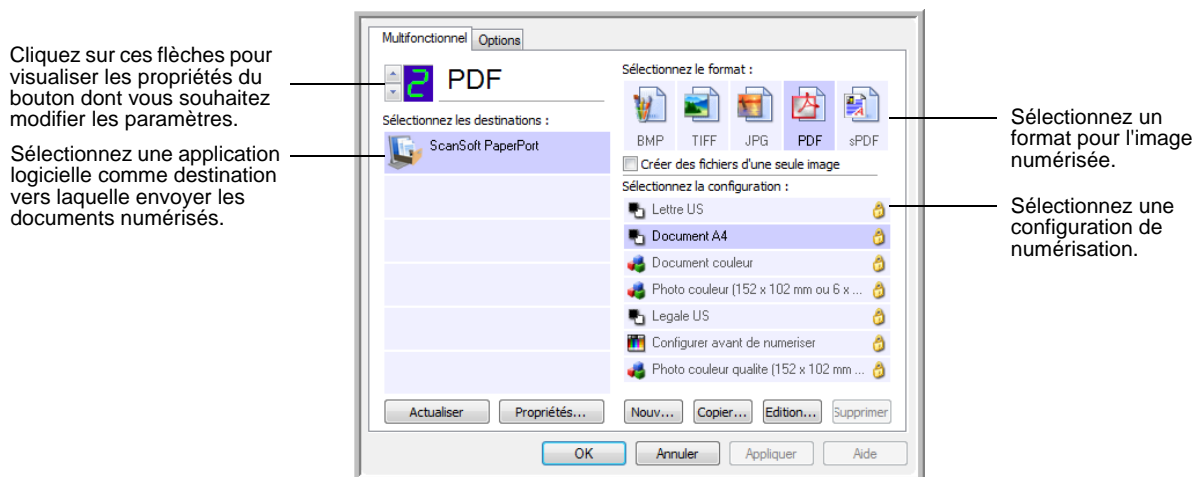 Cliquez sur ces flèches pour
visualiser les propriétés du
bouton dont vous souhaitez
modifier les paramètres.
Sélectionnez une application
logicielle comme destination
vers laquelle envoyer les
documents numérisés.
Multifonctionnel
Options
2
PDF
Sélectionnez les destinations :
ScanSoft PaperPort
Actualiser
Propriétés...
Sélectionnez le format :
BMP
TIFF
JPG
PDF
sPDF
Créer des fichiers d'une seule image
Sélectionnez la configuration :
Lettre US
Document A4
Document couleur
Photo couleur (152 x 102 mm ou 6 x ...
Legale US
Configurer avant de numeriser
Photo couleur qualite (152 x 102 mm ...
Nouv...
Copier...
Edition...
Supprimer
OK
Annuler
Appliquer
Aide
Sélectionnez un
format pour l'image
numérisée.
Sélectionnez une
configuration de
numérisation.